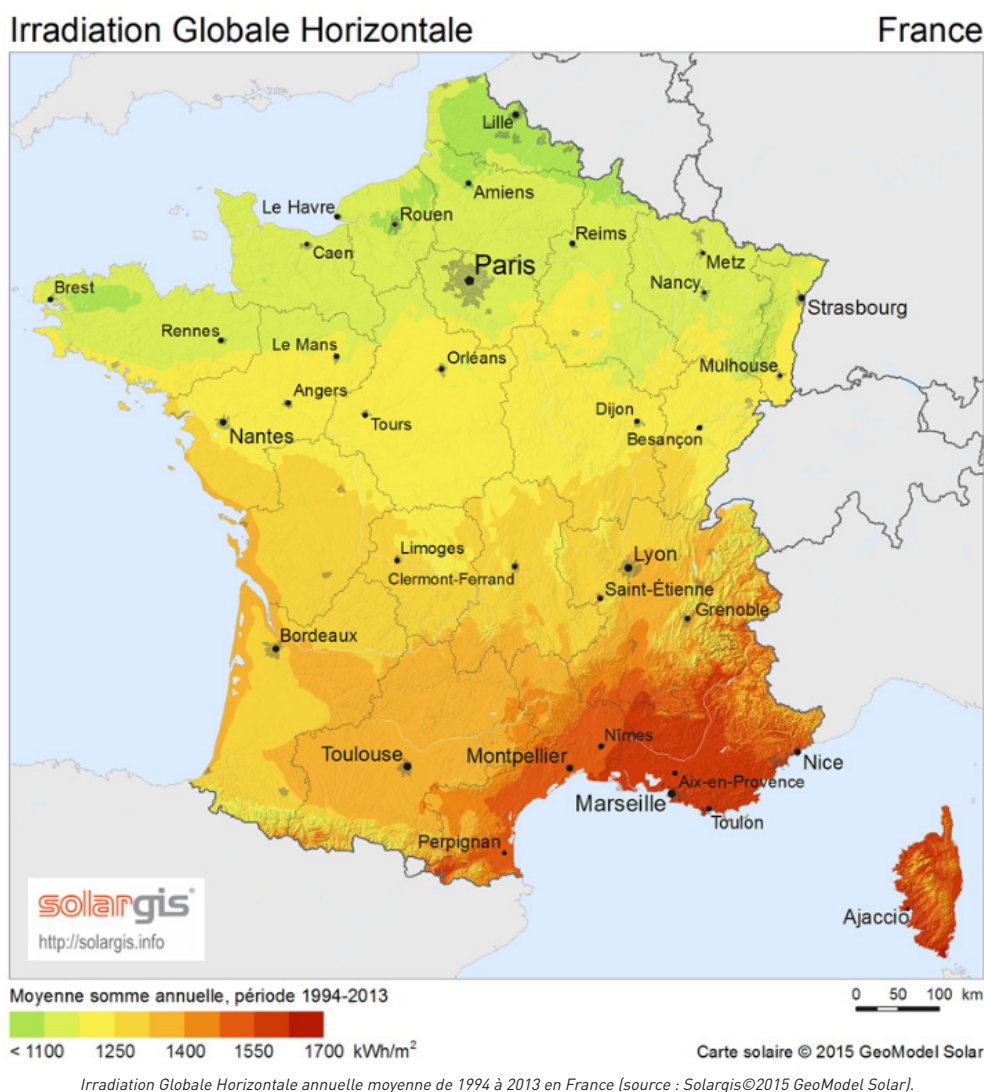 Irradiation Globale Horizontale France
Lille
Amiens
Le Havre
Rouen
Reims
Caen
Metz
Paris
Nancy
Brest
Strasbourg
Rennes
Le Mans
Orléans
Mulhouse
Angers
Dijon
Tours
Nantes
Besançon
Limoges
Lyon
Clermont-Ferrand
Saint-Étienne
Grenoble
Bordeaux
Nîmes
Toulouse
Montpellier
Nice
Aix-en-Provence
Marseille
Toulon
Perpignan
Ajaccio
solargis®
http://solargis.info
Moyenne somme annuelle, période 1994-2013
0 50 100 km
< 1100 1250 1400 1550 1700 kWh/m²
Carte solaire © 2015 GeoModel Solar
Irradiation Globale Horizontale annuelle moyenne de 1994 à 2013 en France (source : Solargis©2015 GeoModel Solar).